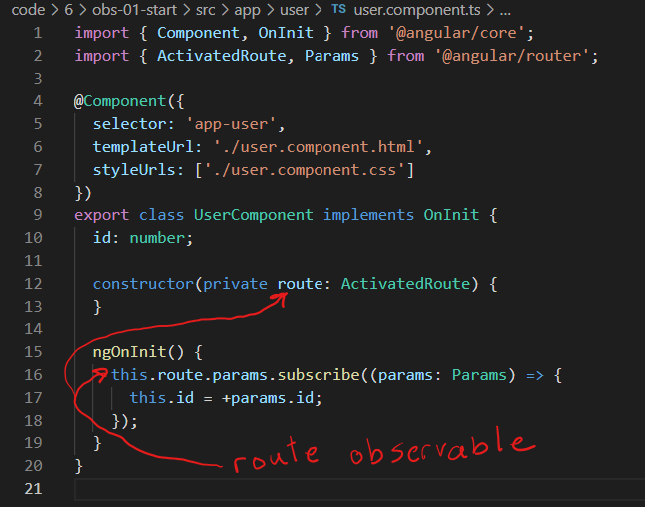 code > 6 > obs-01-start > src > app > user > TS user.component.ts > ...
1 import { Component, OnInit } from '@angular/core';
2 import { ActivatedRoute, Params } from '@angular/router';
3
4 @Component({
5   selector: 'app-user',
6   templateUrl: './user.component.html',
7   styleUrls: ['./user.component.css']
8 })
9 export class UserComponent implements OnInit {
10   id: number;
11
12   constructor(private route: ActivatedRoute) {
13   }
14
15   ngOnInit() {
16     this.route.params.subscribe((params: Params) => {
17       this.id = +params.id;
18     });
19   }
route observable
20 }
21